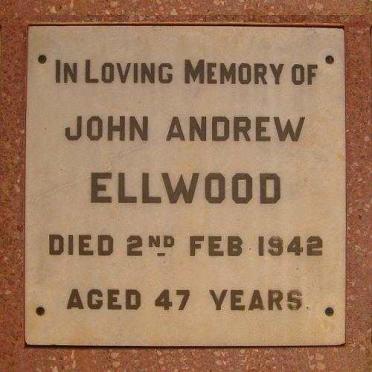 IN LOVING MEMORY OF
JOHN ANDREW
ELLWOOD
DIED 2ND FEB 1942
AGED 47 YEARS